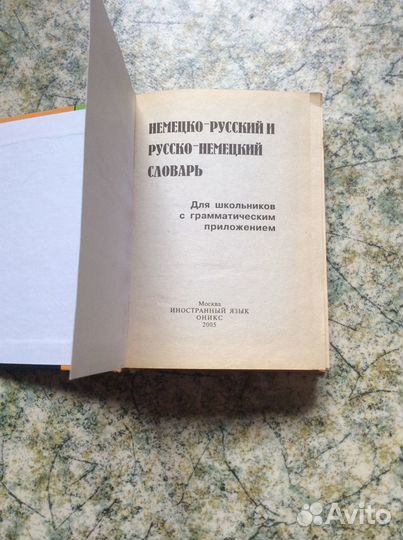 НЕМЕЦКО-РУССКИЙ И
РУССКО-НЕМЕЦКИЙ
СЛОВАРЬ
Для школьников
с грамматическим
приложением
Москва
ИНОСТРАННЫЙ ЯЗЫК
ОНИКС
2005
Avito